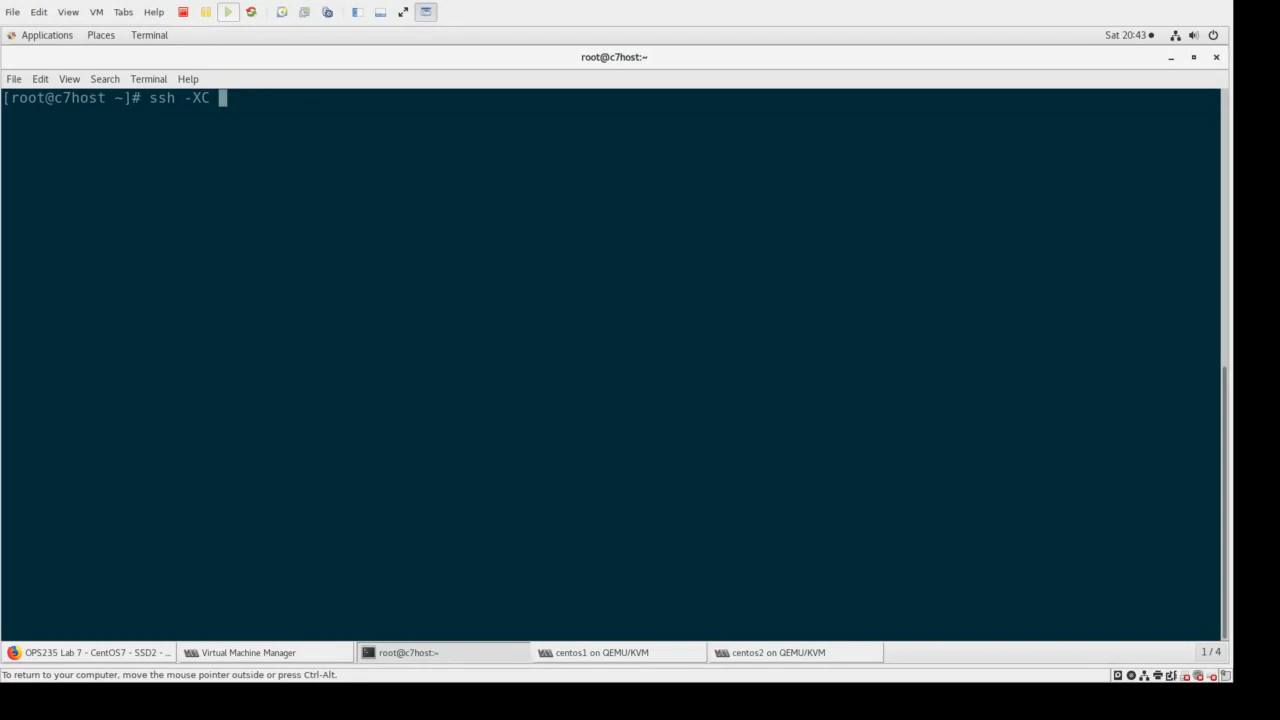 File Edit View VM Tabs Help
Applications Places Terminal Sat 20:43
root@c7host:~
File Edit View Search Terminal Help
[root@c7host ~]# ssh -XC
OPS235 Lab 7 - CentOS7 - SSD2 - ... Virtual Machine Manager root@c7host:~ centos1 on QEMU/KVM centos2 on QEMU/KVM 1 / 4
To return to your computer, move the mouse pointer outside or press Ctrl-Alt.